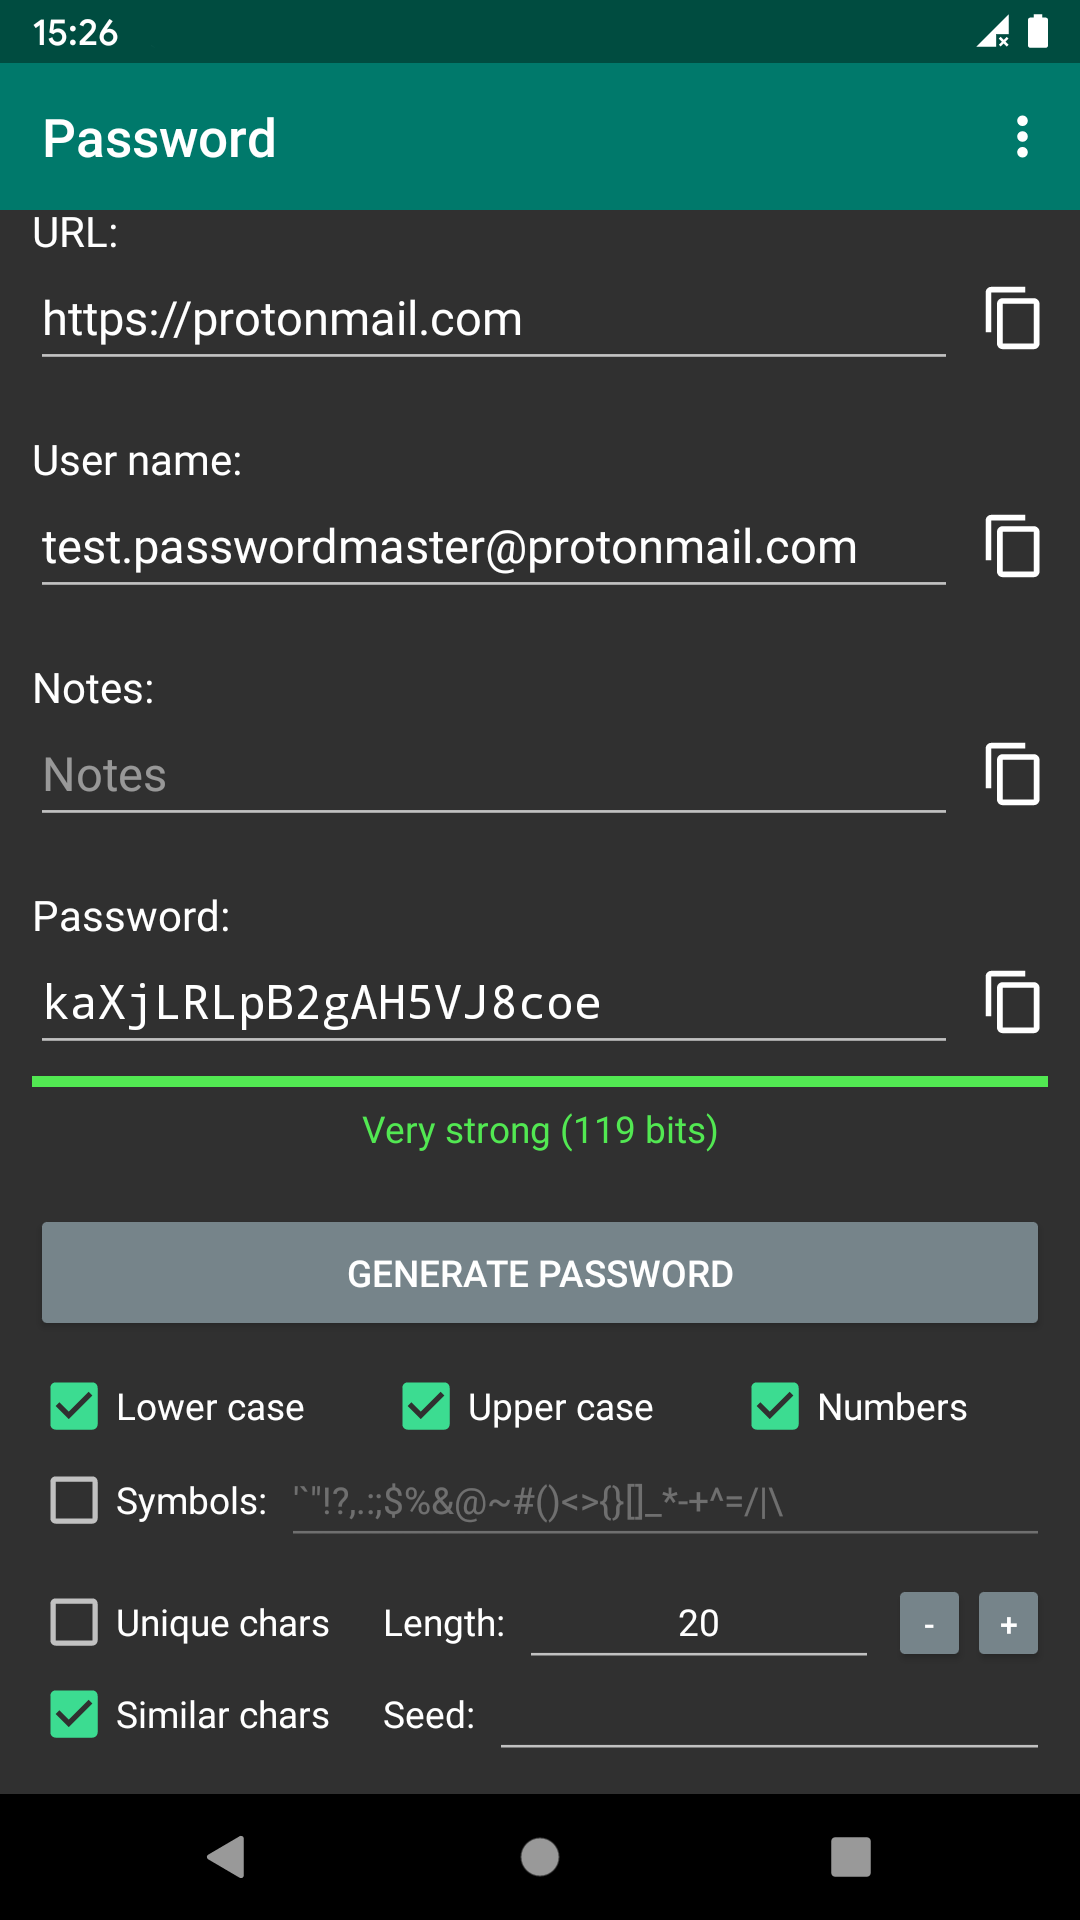 15:26
Password
URL:
https://protonmail.com
User name:
test.passwordmaster@protonmail.com
Notes:
Notes
Password:
kaXjLRLpB2gAH5VJ8coe
Very strong (119 bits)
GENERATE PASSWORD
Lower case Upper case Numbers
Symbols: '`"!?,.:;$%&@~#()<>{}[]_*-+^=/|\
Unique chars Length: 20 - +
Similar chars Seed: